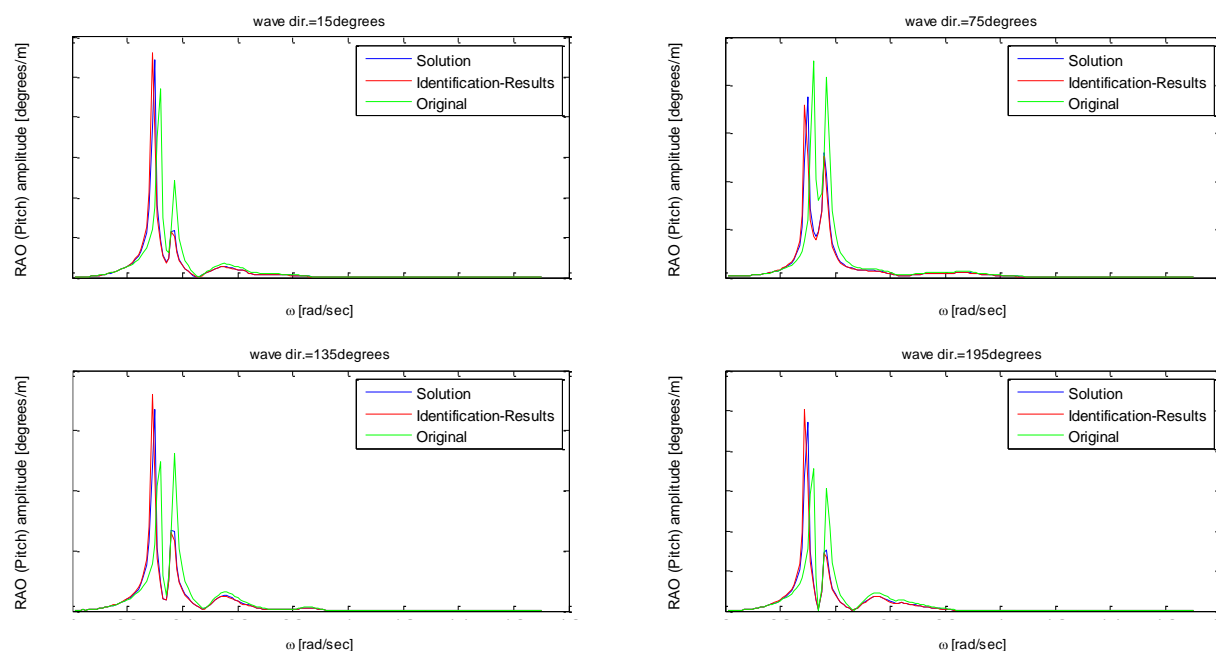 wave dir.=15degrees
RAO (Pitch) amplitude [degrees/m]
Solution
Identification-Results
Original
ω [rad/sec]
wave dir.=75degrees
RAO (Pitch) amplitude [degrees/m]
Solution
Identification-Results
Original
ω [rad/sec]
wave dir.=135degrees
RAO (Pitch) amplitude [degrees/m]
Solution
Identification-Results
Original
ω [rad/sec]
wave dir.=195degrees
RAO (Pitch) amplitude [degrees/m]
Solution
Identification-Results
Original
ω [rad/sec]